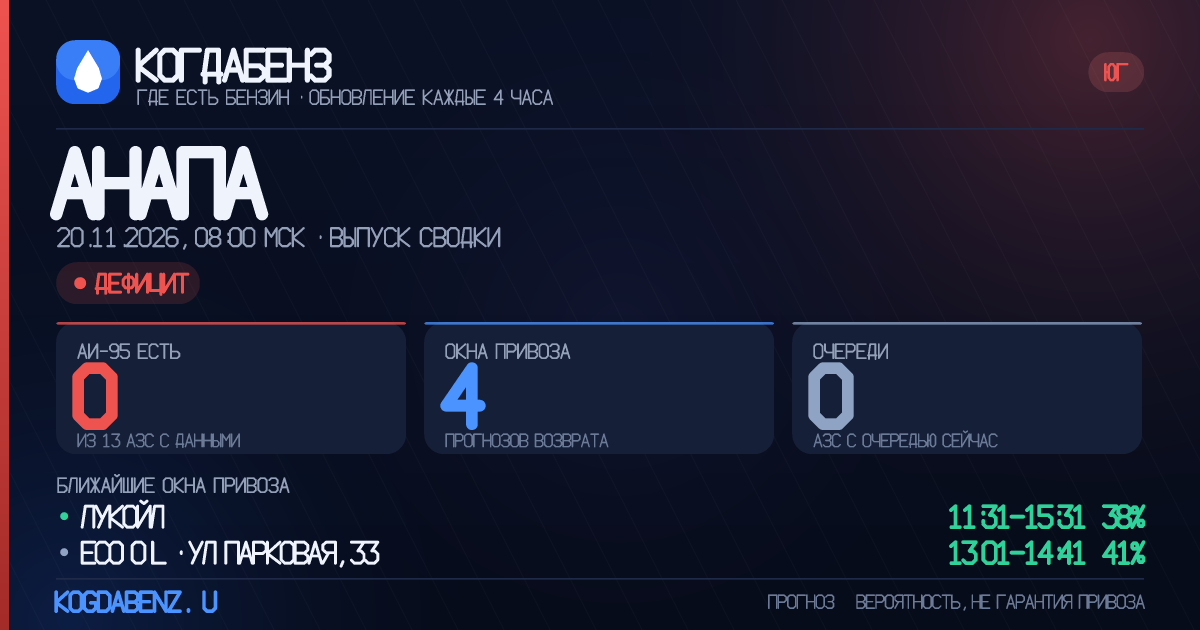 КОГДАБЕНЗ
ГДЕ ЕСТЬ БЕНЗИН · ОБНОВЛЕНИЕ КАЖДЫЕ 4 ЧАСА
ЮГ
АНАПА
20.11.2026, 08:00 МСК · ВЫПУСК СВОДКИ
ДЕФИЦИТ
АИ-95 ЕСТЬ
0
ИЗ 13 АЗС С ДАННЫМИ
ОКНА ПРИВОЗА
4
ПРОГНОЗОВ ВОЗВРАТА
ОЧЕРЕДИ
0
АЗС С ОЧЕРЕДЬЮ СЕЙЧАС
БЛИЖАЙШИЕ ОКНА ПРИВОЗА
ЛУКОЙЛ 11:31–15:31 38%
ECO O L · УЛ ПАРКОВАЯ, 33 13:01–14:41 41%
KOGDABENZ. U
ПРОГНОЗ ВЕРОЯТНОСТЬ, НЕ ГАРАНТИЯ ПРИВОЗА